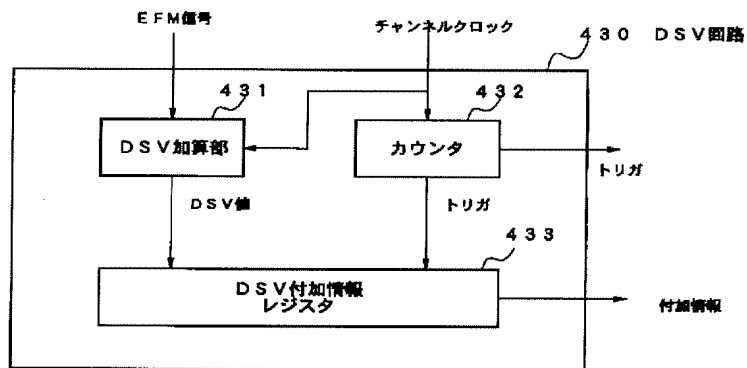 ＥＦＭ信号
チャンネルクロック
４３０　ＤＳＶ回路
４３１
４３２
ＤＳＶ加算部
カウンタ
トリガ
ＤＳＶ値
トリガ
４３３
ＤＳＶ付加情報
レジスタ
付加情報